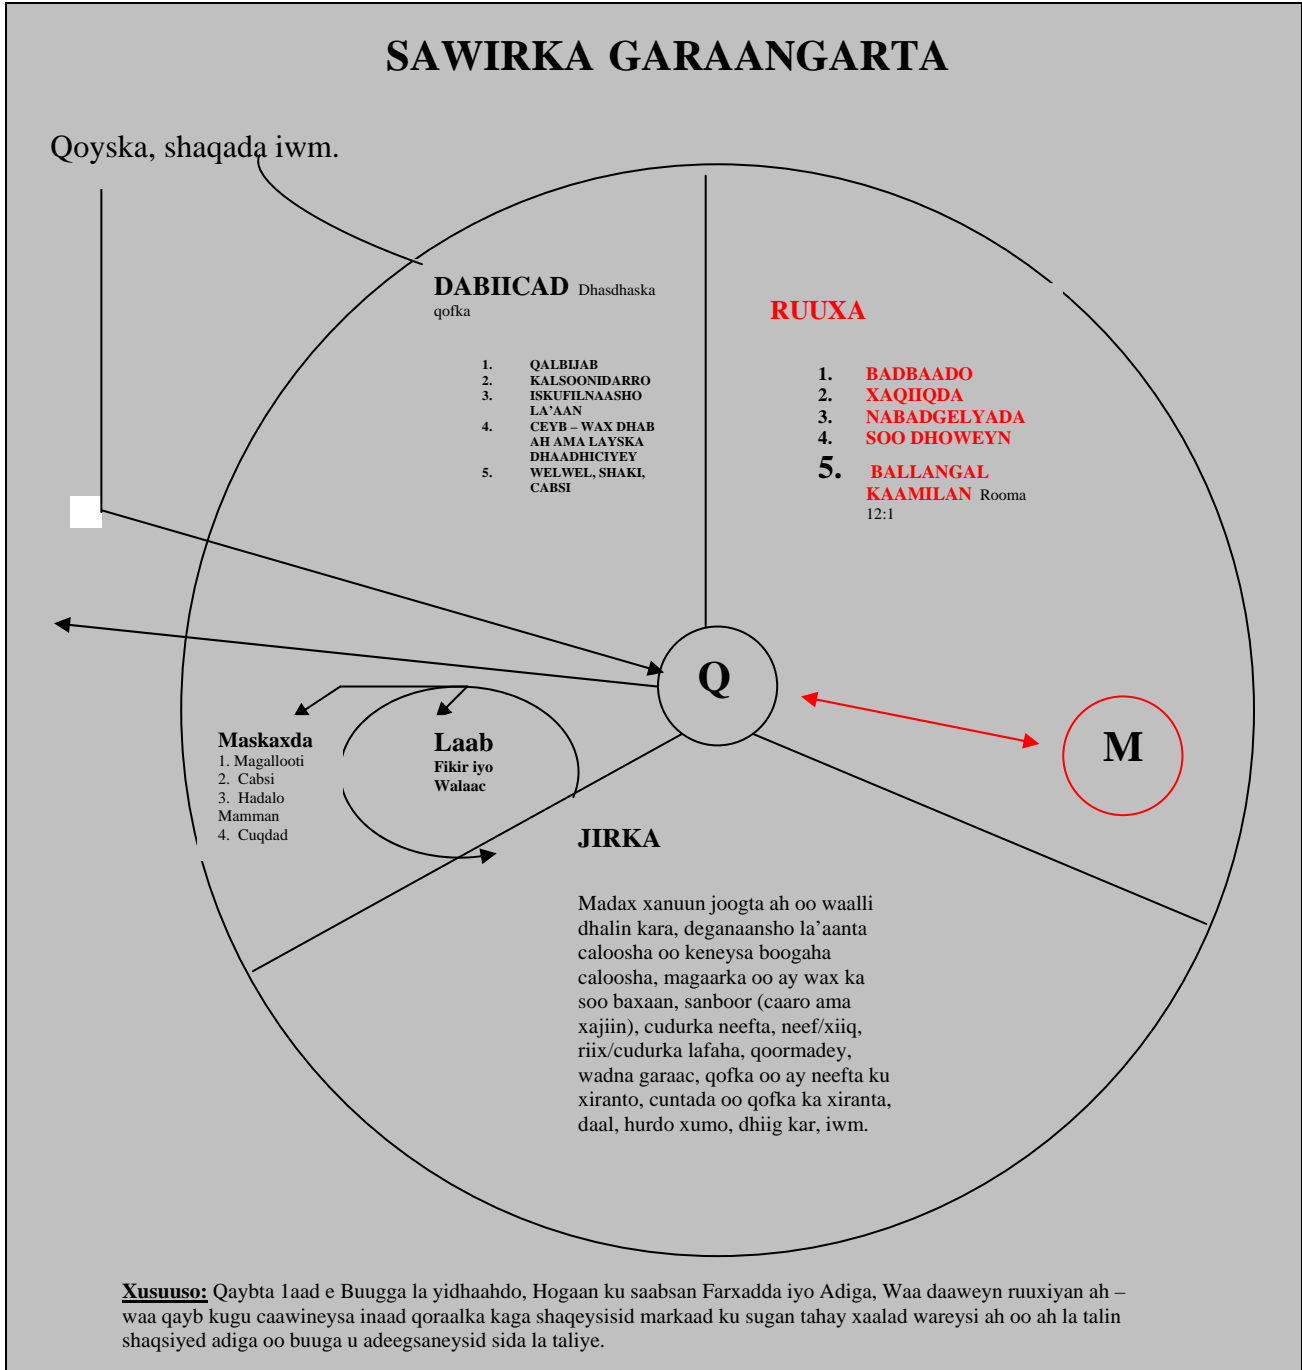 SAWIRKA GARAANGARTA
Qoyska, shaqada iwm.
DABIICAD Dhasdhaska
qofka
1. QALBIJAB
2. KALSOONIDARRO
3. ISKUFILNAASHO
LA’AAN
4. CEYB – WAX DHAB
AH AMA LAYSKA
DHAADHICIYEY
5. WELWEL, SHAKI,
CABSI
RUUXA
1. BADBAADO
2. XAQIIQDA
3. NABADGELYADA
4. SOO DHOWEYN
5. BALLANGAL
KAAMILAN Rooma
12:1
Q
M
Maskaxda
1. Magallooti
2. Cabsi
3. Hadalo
Mamman
4. Cuqdad
Laab
Fikir iyo
Walaac
JIRKA
Madax xanuun joogta ah oo waalli
dhalin kara, deganaansho la’aanta
caloosha oo keneysa boogaha
caloosha, magaarka oo ay wax ka
soo baxaan, sanboor (caaro ama
xajiin), cudurka neefta, neef/xiiq,
riix/cudurka lafaha, qoormadey,
wadna garaac, qofka oo ay neefta ku
xiranto, cuntada oo qofka ka xiranta,
daal, hurdo xumo, dhiig kar, iwm.
Xusuuso: Qaybta 1aad e Buugga la yidhaahdo, Hogaan ku saabsan Farxadda iyo Adiga, Waa daaweyn ruuxiyan ah –
waa qayb kugu caawineysa inaad qoraalka kaga shaqeysisid markaad ku sugan tahay xaalad wareysi ah oo ah la talin
shaqsiyed adiga oo buuga u adeegsaneysid sida la taliye.